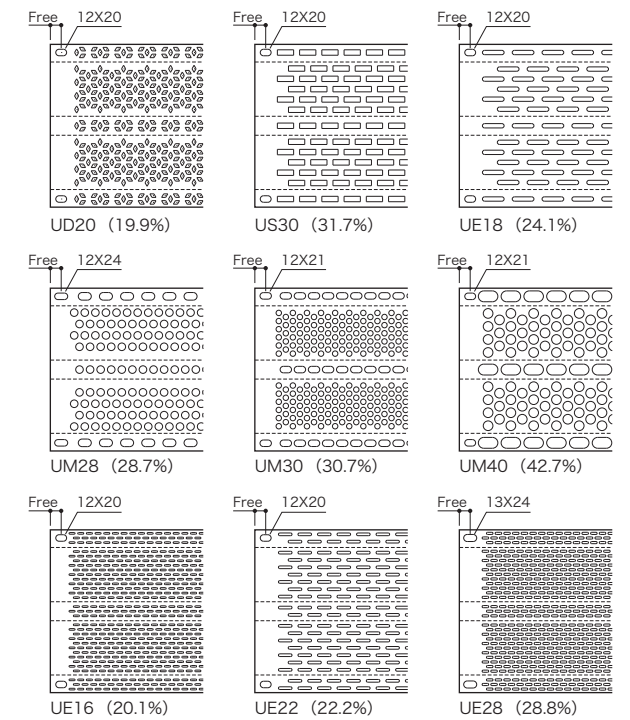 Free 12X20 Free 12X20 Free 12X20
UD20 (19.9%) US30 (31.7%) UE18 (24.1%)
Free 12X24 Free 12X21 Free 12X21
UM28 (28.7%) UM30 (30.7%) UM40 (42.7%)
Free 12X20 Free 12X20 Free 13X24
UE16 (20.1%) UE22 (22.2%) UE28 (28.8%)